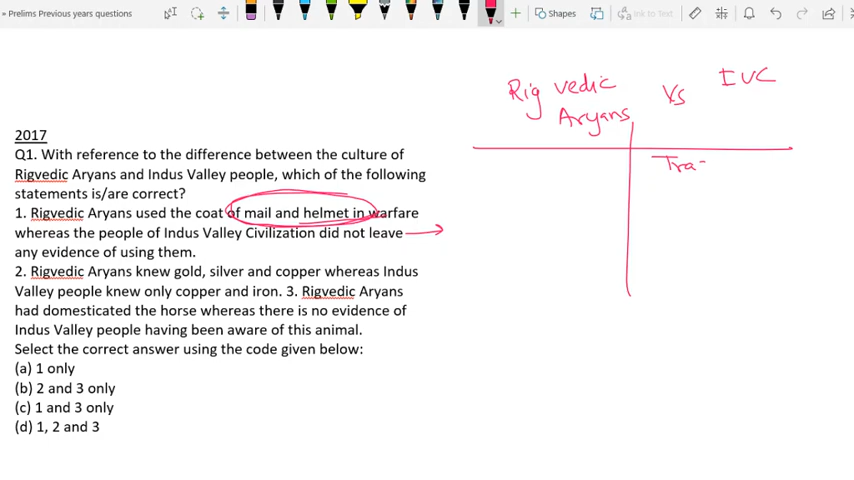 » Prelims Previous years questions
Shapes
Ink to Text
Rig vedic Aryans Vs IVC
Tra-
2017
Q1. With reference to the difference between the culture of
Rigvedic Aryans and Indus Valley people, which of the following
statements is/are correct?
1. Rigvedic Aryans used the coat of mail and helmet in warfare
whereas the people of Indus Valley Civilization did not leave
any evidence of using them.
2. Rigvedic Aryans knew gold, silver and copper whereas Indus
Valley people knew only copper and iron. 3. Rigvedic Aryans
had domesticated the horse whereas there is no evidence of
Indus Valley people having been aware of this animal.
Select the correct answer using the code given below:
(a) 1 only
(b) 2 and 3 only
(c) 1 and 3 only
(d) 1, 2 and 3